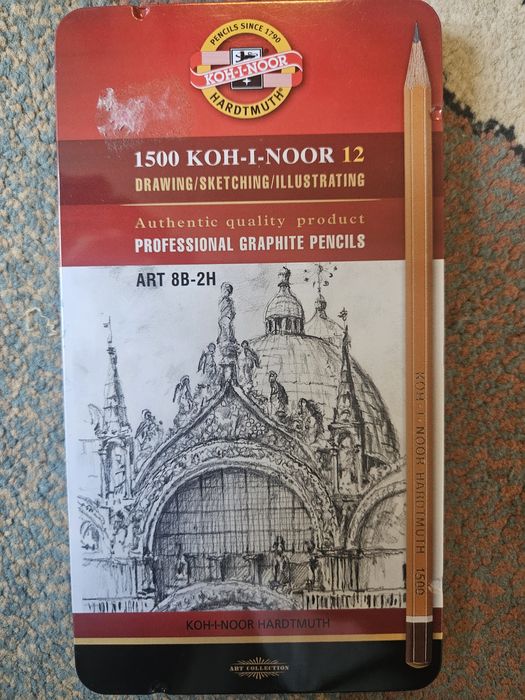 PENCILS SINCE 1790
KOH-I-NOOR
HARDTMUTH®
1500 KOH-I-NOOR 12
DRAWING/SKETCHING/ILLUSTRATING
Authentic quality product
PROFESSIONAL GRAPHITE PENCILS
ART 8B-2H
KOH-I-NOOR HARDTMUTH 1500
KOH-I-NOOR HARDTMUTH
ART COLLECTION